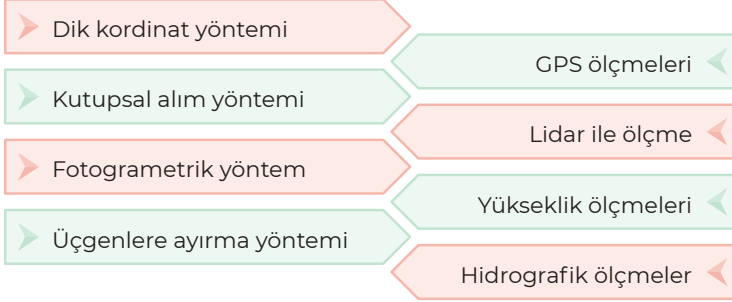 Dik kordinat yöntemi
GPS ölçmeleri
Kutupsal alım yöntemi
Lidar ile ölçme
Fotogrametrik yöntem
Yükseklik ölçmeleri
Üçgenlere ayırma yöntemi
Hidrografik ölçmeler